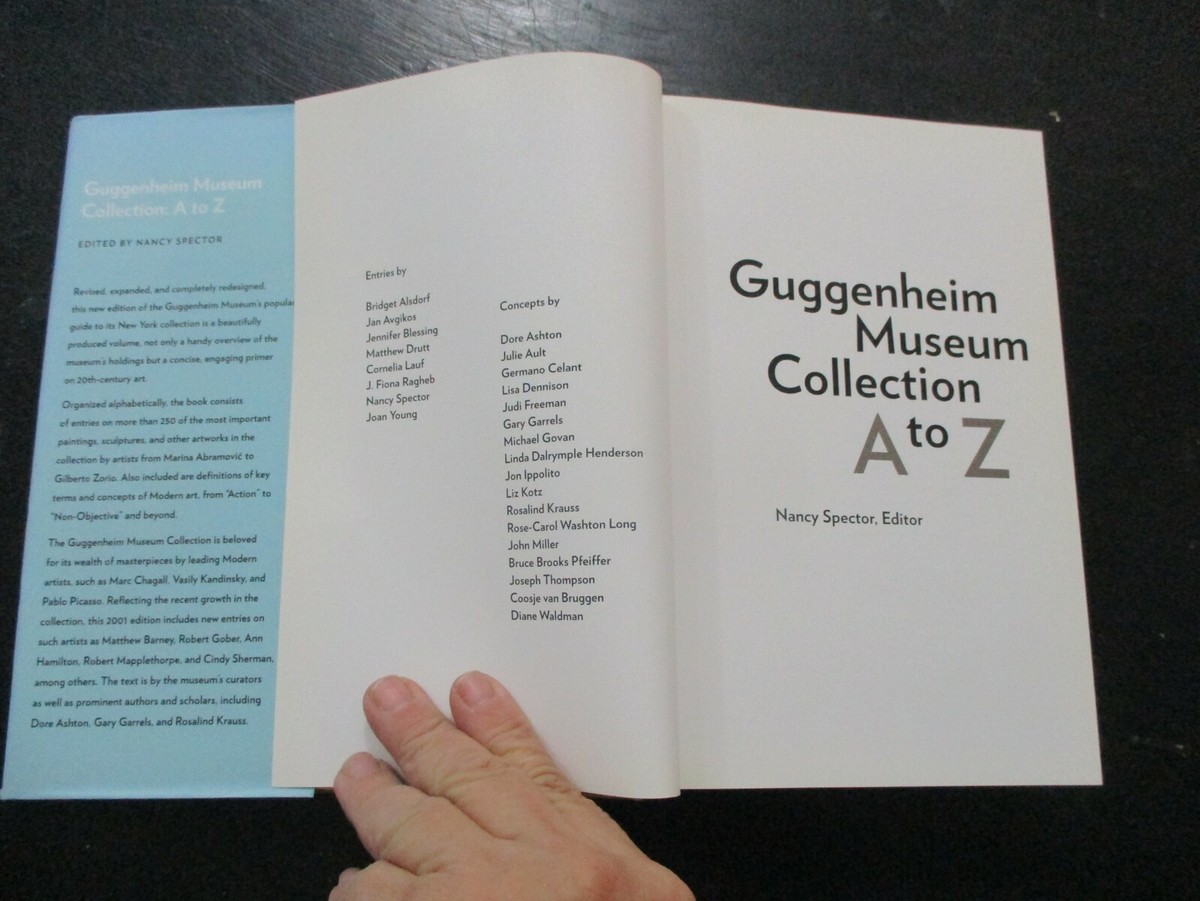 Guggenheim Museum
Collection: A to Z
EDITED BY NANCY SPECTOR
Revised, expanded, and completely redesigned,
this new edition of the Guggenheim Museum's popular
guide to its New York collection is a beautifully
produced volume, not only a handy overview of the
museum's holdings but a concise, engaging primer
on 20th-century art.
Organized alphabetically, the book consists
of entries on more than 250 of the most important
paintings, sculptures, and other artworks in the
collection by artists from Marina Abramović to
Gilberto Zorio. Also included are definitions of key
terms and concepts of Modern art, from "Action" to
"Non-Objective" and beyond.
The Guggenheim Museum Collection is beloved
for its wealth of masterpieces by leading Modern
artists, such as Marc Chagall, Vasily Kandinsky, and
Pablo Picasso. Reflecting the recent growth in the
collection, this 2001 edition includes new entries on
such artists as Matthew Barney, Robert Gober, Ann
Hamilton, Robert Mapplethorpe, and Cindy Sherman,
among others. The text is by the museum's curators
as well as prominent authors and scholars, including
Dore Ashton, Gary Garrels, and Rosalind Krauss.
Entries by
Bridget Alsdorf
Jan Avgikos
Jennifer Blessing
Matthew Drutt
Cornelia Lauf
J. Fiona Ragheb
Nancy Spector
Joan Young
Concepts by
Dore Ashton
Julie Ault
Germano Celant
Lisa Dennison
Judi Freeman
Gary Garrels
Michael Govan
Linda Dalrymple Henderson
Jon Ippolito
Liz Kotz
Rosalind Krauss
Rose-Carol Washton Long
John Miller
Bruce Brooks Pfeiffer
Joseph Thompson
Coosje van Bruggen
Diane Waldman
Guggenheim
Museum
Collection
A to Z
Nancy Spector, Editor